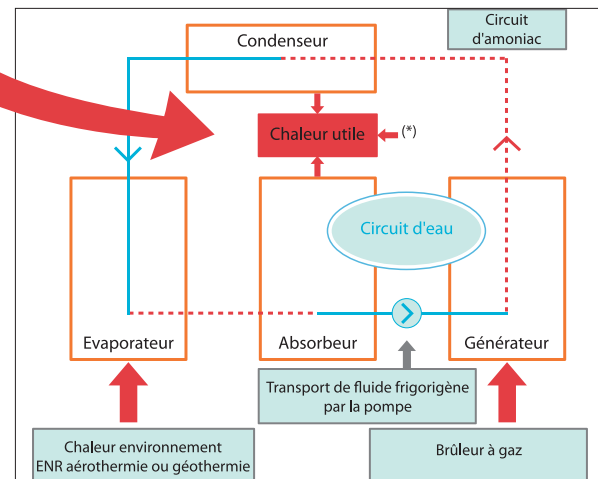 Circuit
d'amoniac
Condenseur
Chaleur utile
(*)
Circuit d'eau
Evaporateur
Absorbeur
Générateur
Transport de fluide frigorigène
par la pompe
Chaleur environnement
ENR aérothermie ou géothermie
Brûleur à gaz